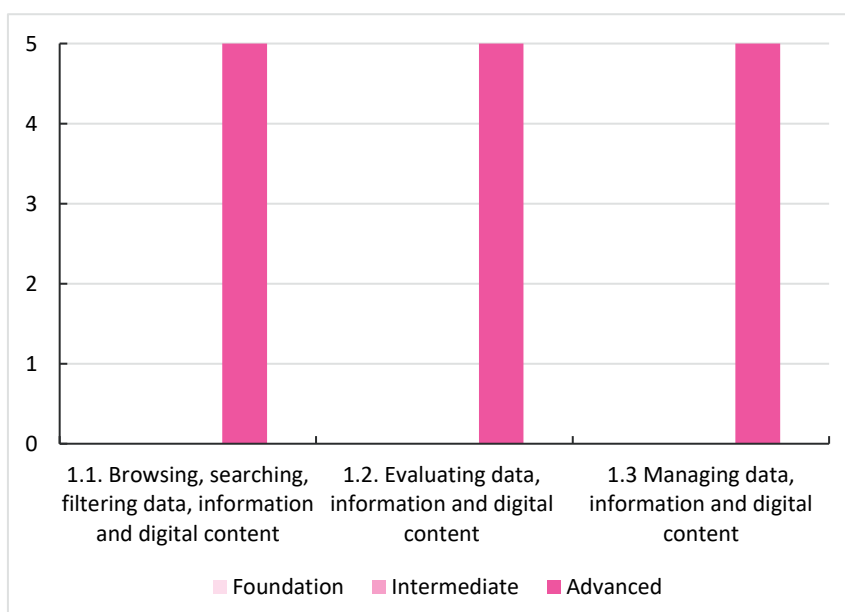 5
4
3
2
1
0
1.1. Browsing, searching,
filtering data, information
and digital content
1.2. Evaluating data,
information and digital
content
1.3 Managing data,
information and digital
content
Foundation Intermediate Advanced